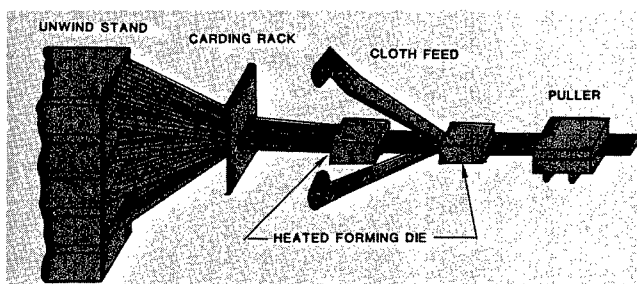 UNWIND STAND
CARDING RACK
CLOTH FEED
PULLER
HEATED FORMING DIE